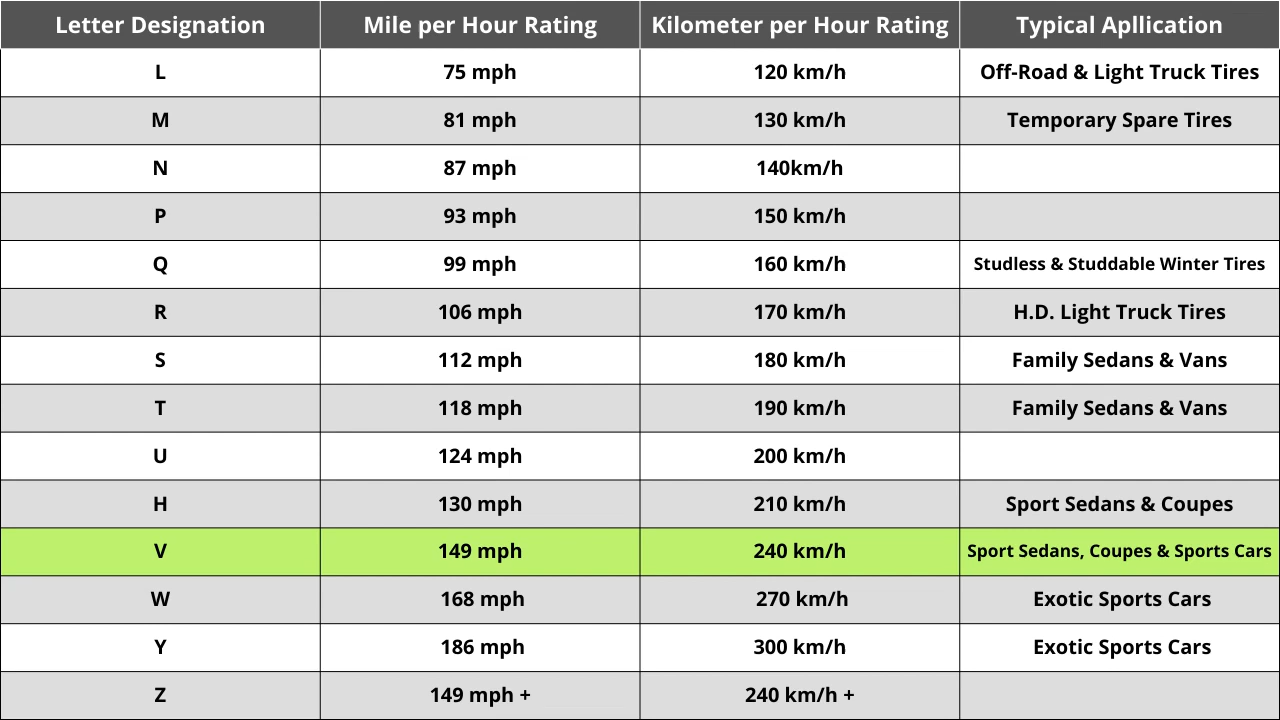 Letter Designation Mile per Hour Rating Kilometer per Hour Rating Typical Apllication
L 75 mph 120 km/h Off-Road & Light Truck Tires
M 81 mph 130 km/h Temporary Spare Tires
N 87 mph 140km/h
P 93 mph 150 km/h
Q 99 mph 160 km/h Studless & Studdable Winter Tires
R 106 mph 170 km/h H.D. Light Truck Tires
S 112 mph 180 km/h Family Sedans & Vans
T 118 mph 190 km/h Family Sedans & Vans
U 124 mph 200 km/h
H 130 mph 210 km/h Sport Sedans & Coupes
V 149 mph 240 km/h Sport Sedans, Coupes & Sports Cars
W 168 mph 270 km/h Exotic Sports Cars
Y 186 mph 300 km/h Exotic Sports Cars
Z 149 mph + 240 km/h +